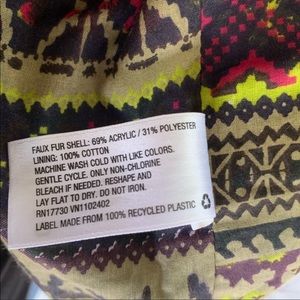 FAUX FUR SHELL: 69% ACRYLIC / 31% POLYESTER
LINING: 100% COTTON
MACHINE WASH COLD WITH LIKE COLORS.
GENTLE CYCLE. ONLY NON-CHLORINE
BLEACH IF NEEDED. RESHAPE AND
LAY FLAT TO DRY. DO NOT IRON.
RN17730 VN1102402
LABEL MADE FROM 100% RECYCLED PLASTIC